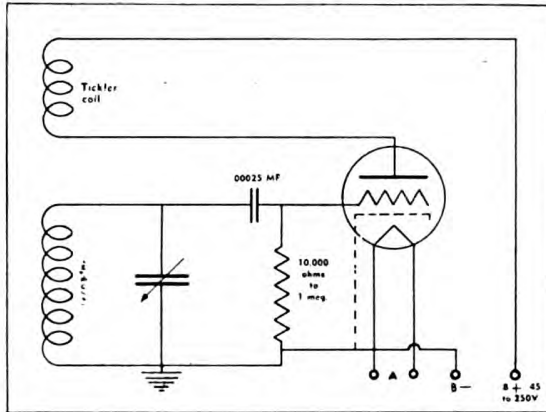 Tickler
coil
00025 MF
10,000
ohms
to
1 meg.
A
B-
B + 45
to 250V